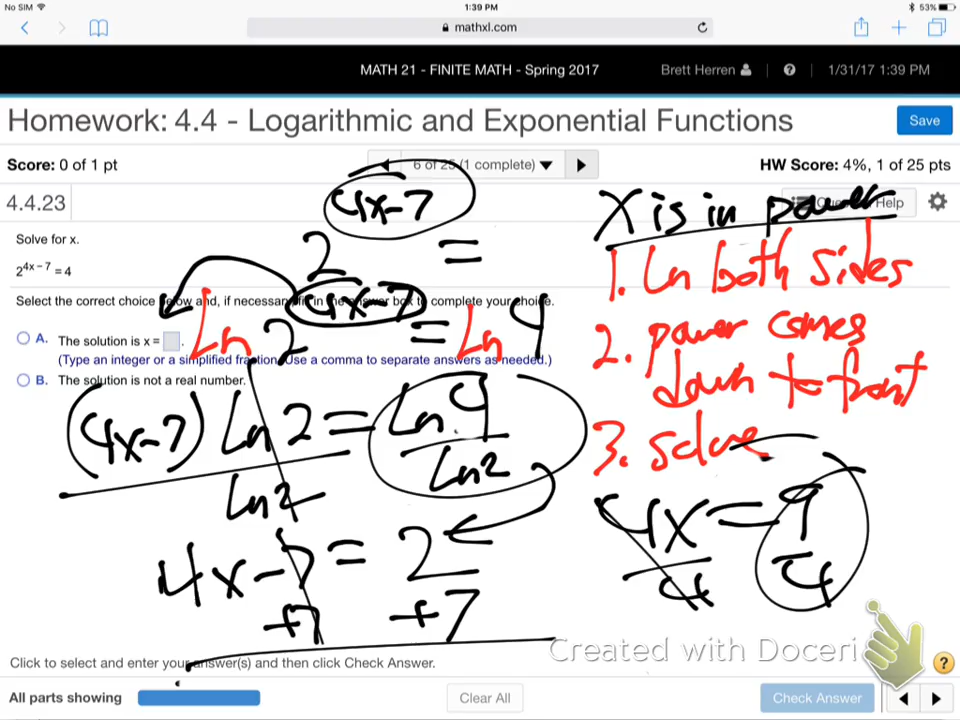 No SIM
1:39 PM
53%
mathxl.com
MATH 21 - FINITE MATH - Spring 2017
Brett Herren
1/31/17 1:39 PM
Homework: 4.4 - Logarithmic and Exponential Functions
Save
Score: 0 of 1 pt
6 of 25 (1 complete)
HW Score: 4%, 1 of 25 pts
4.4.23
Help
Solve for x.
2^{4x − 7} = 4
Select the correct choice below and, if necessary, fill in the answer box to complete your choice.
A. The solution is x = .
(Type an integer or a simplified fraction. Use a comma to separate answers as needed.)
B. The solution is not a real number.
2^{4x-7} =
Ln 2^{4x-7} = Ln 4
(4x-7) Ln 2 = Ln 4
Ln 2
Ln 2
4x-7 = 2
+7 +7
X is in power
1. Ln both sides
2. power comes
down to front
3. solve
4x = 9
4 4
Created with Doceri
Click to select and enter your answer(s) and then click Check Answer.
All parts showing
Clear All
Check Answer